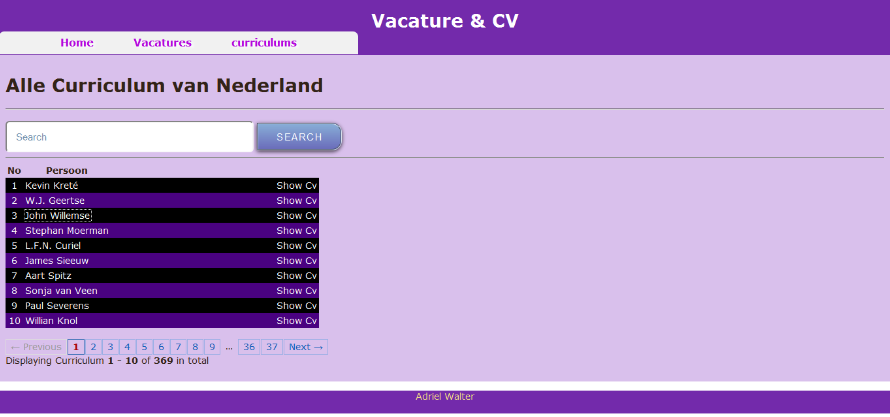 Vacature & CV
Home Vacatures curriculums
Alle Curriculum van Nederland
Search SEARCH
No Persoon
1 Kevin Kreté Show Cv
2 W.J. Geertse Show Cv
3 John Willemse Show Cv
4 Stephan Moerman Show Cv
5 L.F.N. Curiel Show Cv
6 James Sieeuw Show Cv
7 Aart Spitz Show Cv
8 Sonja van Veen Show Cv
9 Paul Severens Show Cv
10 Willian Knol Show Cv
← Previous 1 2 3 4 5 6 7 8 9 … 36 37 Next →
Displaying Curriculum 1 - 10 of 369 in total
Adriel Walter